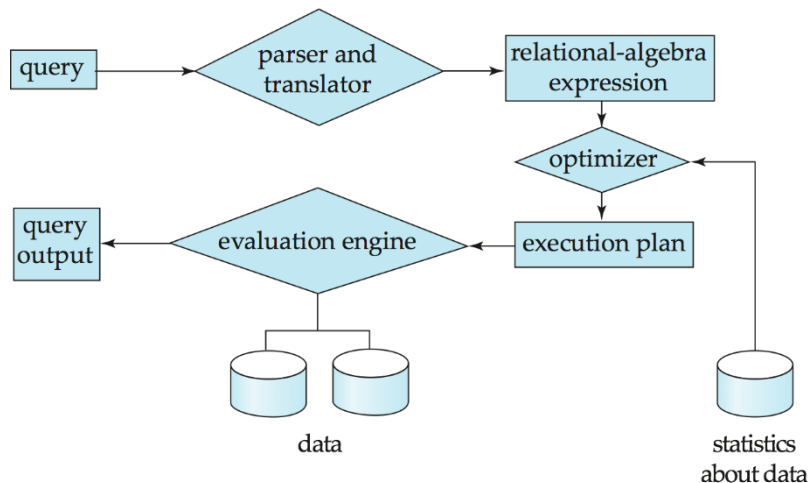 query
parser and
translator
relational-algebra
expression
optimizer
query
output
evaluation engine
execution plan
data
statistics
about data